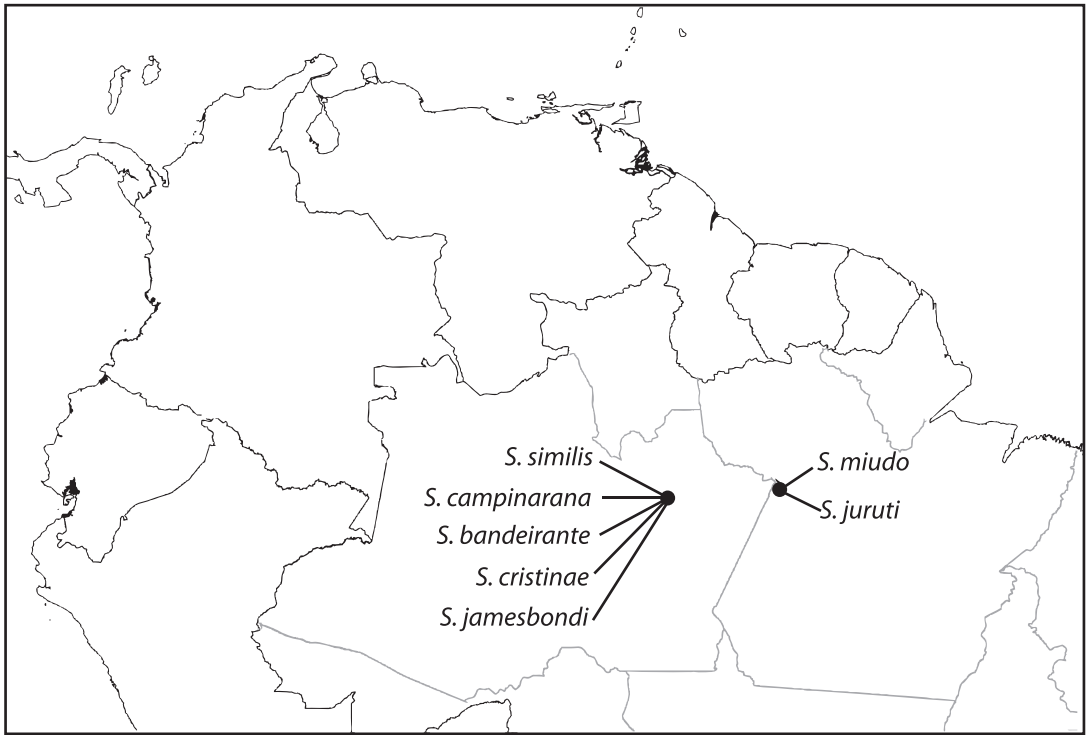 S. similis
S. campinarana
S. bandeirante
S. cristinae
S. jamesbondi
S. miudo
S. juruti